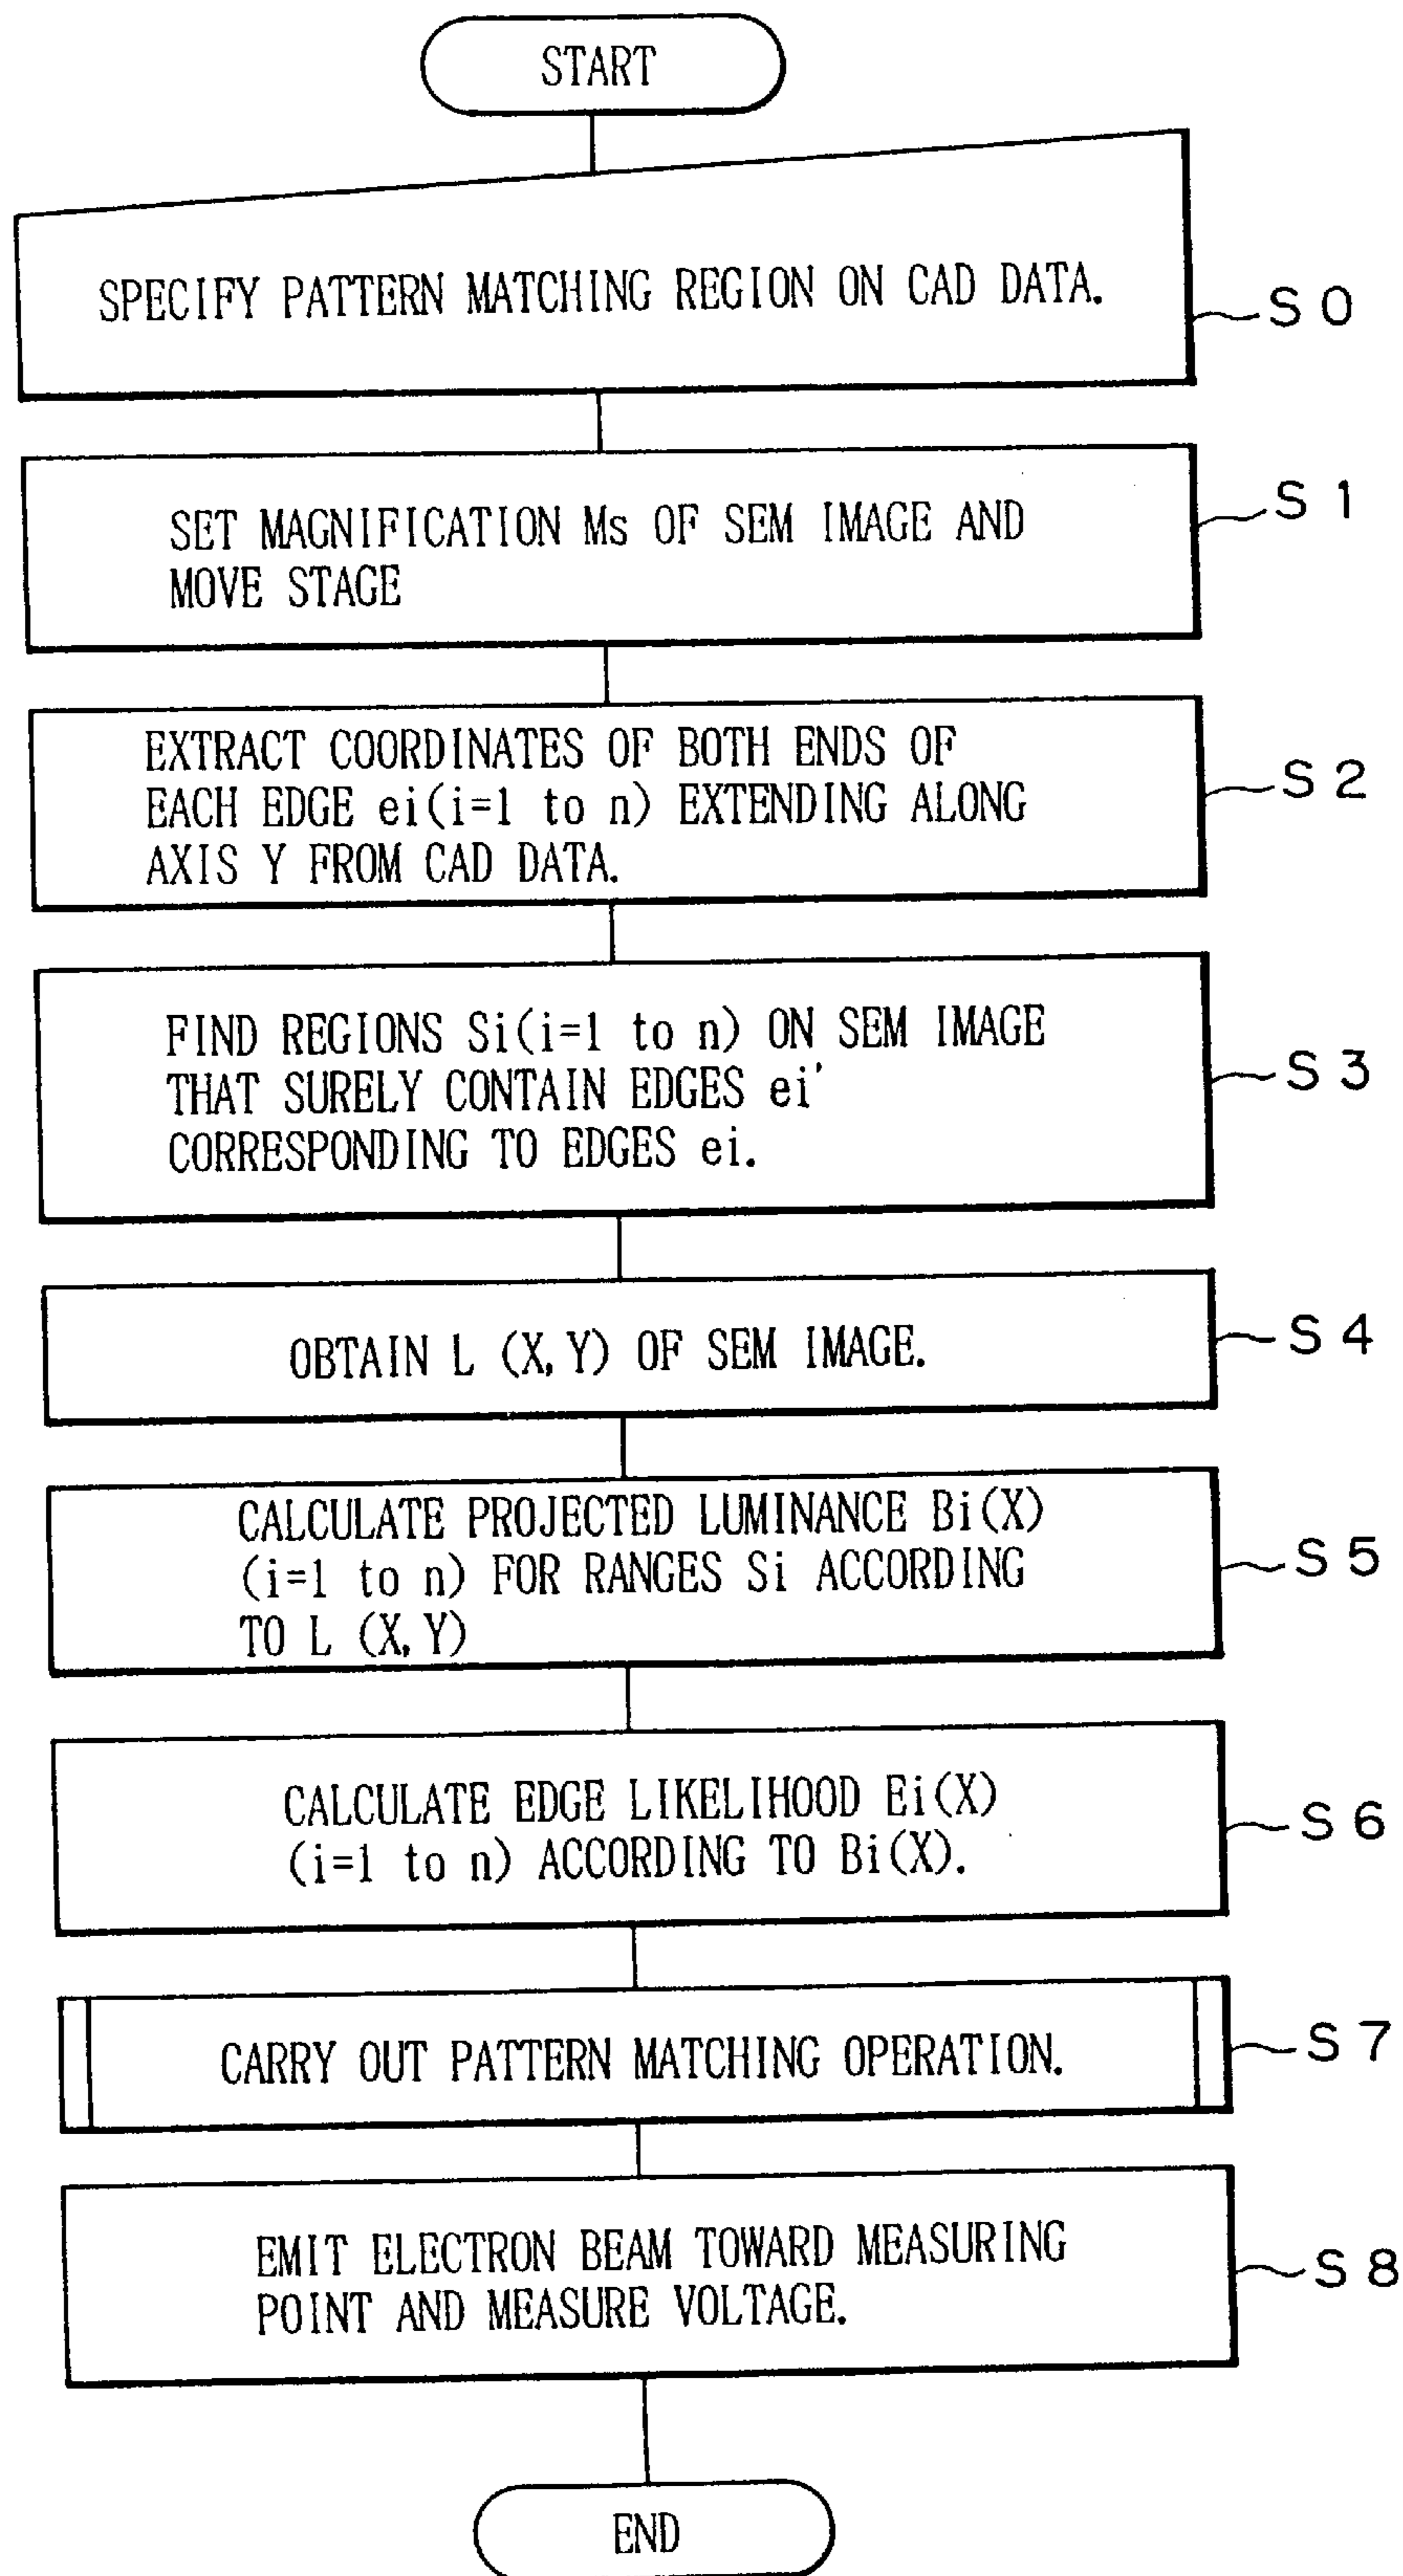 START
SPECIFY PATTERN MATCHING REGION ON CAD DATA.
S0
SET MAGNIFICATION Ms OF SEM IMAGE AND
MOVE STAGE
S1
EXTRACT COORDINATES OF BOTH ENDS OF
EACH EDGE ei(i=1 to n) EXTENDING ALONG
AXIS Y FROM CAD DATA.
S2
FIND REGIONS Si(i=1 to n) ON SEM IMAGE
THAT SURELY CONTAIN EDGES ei'
CORRESPONDING TO EDGES ei.
S3
OBTAIN L (X,Y) OF SEM IMAGE.
S4
CALCULATE PROJECTED LUMINANCE Bi(X)
(i=1 to n) FOR RANGES Si ACCORDING
TO L (X,Y)
S5
CALCULATE EDGE LIKELIHOOD Ei(X)
(i=1 to n) ACCORDING TO Bi(X).
S6
CARRY OUT PATTERN MATCHING OPERATION.
S7
EMIT ELECTRON BEAM TOWARD MEASURING
POINT AND MEASURE VOLTAGE.
S8
END